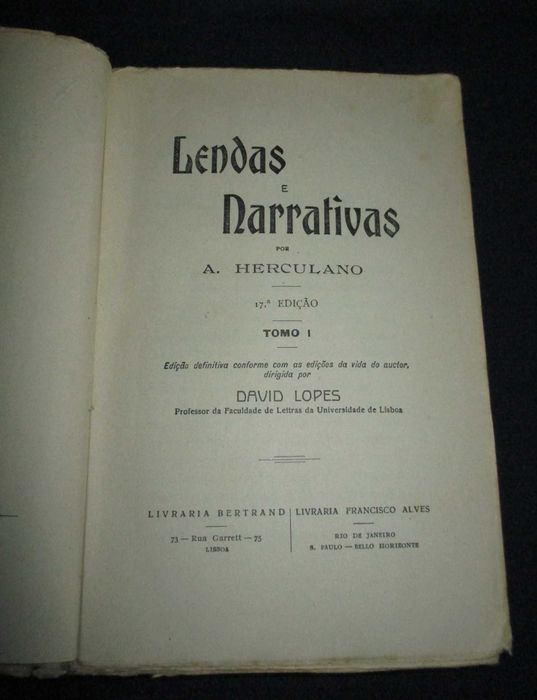 Lendas
E
Narrativas
POR
A. HERCULANO
17.ª EDIÇÃO
TOMO I
Edição definitiva conforme com as edições da vida do auctor,
dirigida por
DAVID LOPES
Professor da Faculdade de Lettras da Universidade de Lisboa
LIVRARIA BERTRAND
73 — Rua Garrett — 75
LISBOA
LIVRARIA FRANCISCO ALVES
RIO DE JANEIRO
S. PAULO — BELLO HORIZONTE